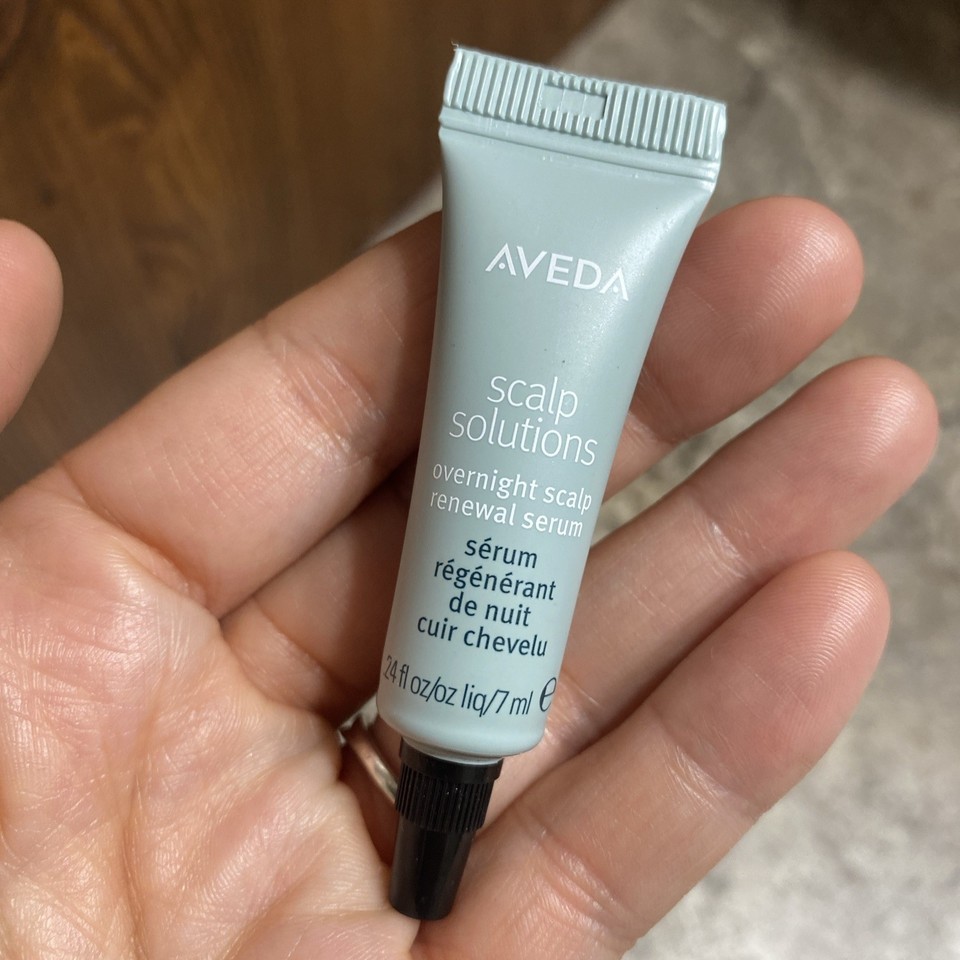 AVEDA
scalp
solutions
overnight scalp
renewal serum
sérum
régénérant
de nuit
cuir chevelu
24 fl oz/oz liq/7 ml ℮